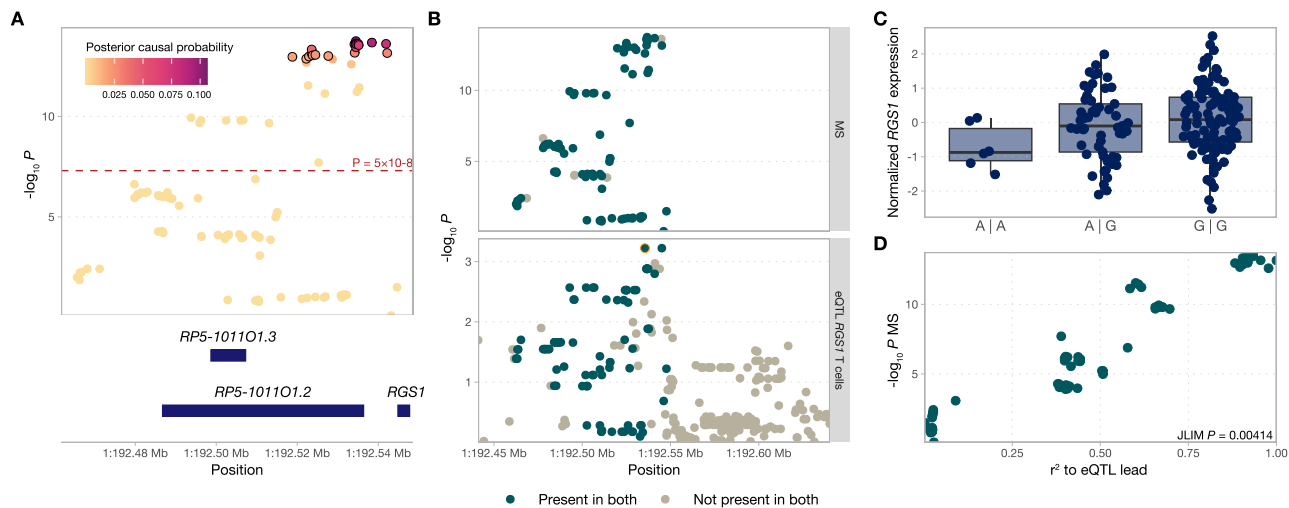 A
Posterior causal probability
0.025 0.050 0.075 0.100
10
5
-log10 P
P = 5×10-8
RP5-1011O1.3
RP5-1011O1.2
RGS1
1:192.48 Mb 1:192.50 Mb 1:192.52 Mb 1:192.54 Mb
Position
B
10
5
MS
-log10 P
3
2
1
eQTL RGS1 T cells
1:192.45 Mb 1:192.50 Mb 1:192.55 Mb 1:192.60 Mb
Position
Present in both Not present in both
C
Normalized RGS1 expression
2
1
0
-1
-2
A|A A|G G|G
D
-log10 P MS
10
5
JLIM P = 0.00414
0.25 0.50 0.75 1.00
r² to eQTL lead